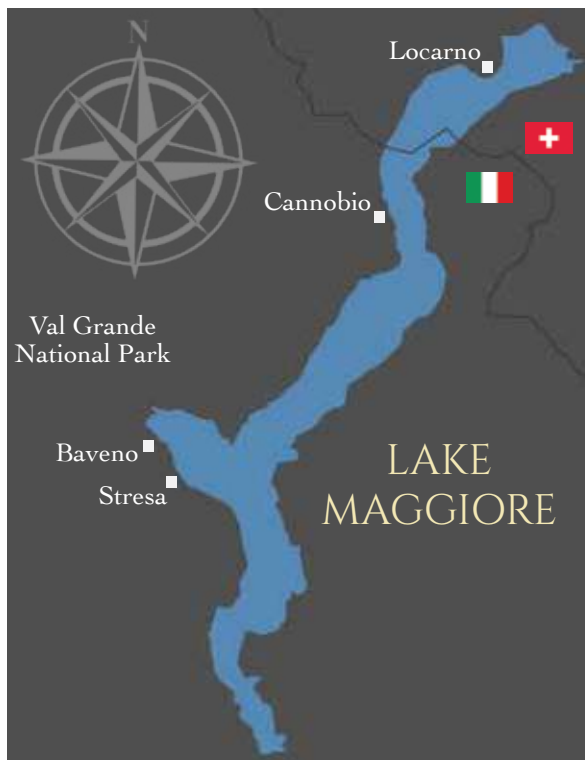 N
Locarno
Cannobio
Val Grande
National Park
Baveno
Stresa
LAKE
MAGGIORE